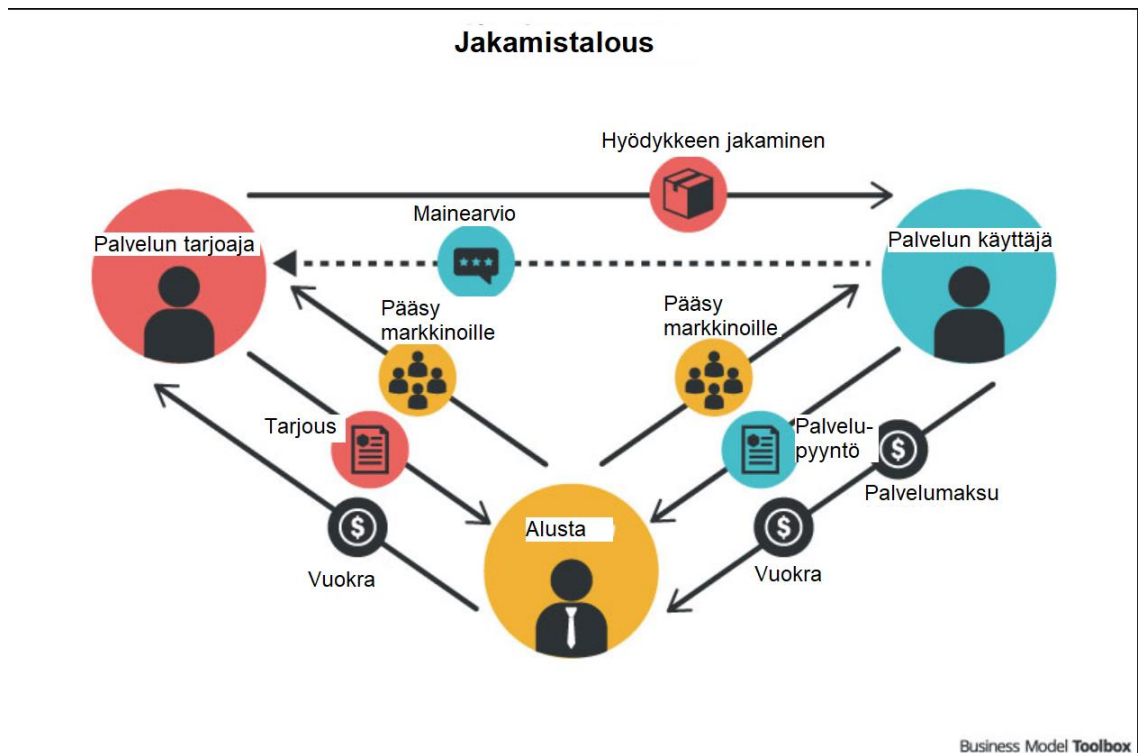 Jakamistalous
Hyödykkeen jakaminen
Mainearvio
Palvelun tarjoaja
Palvelun käyttäjä
Pääsy
markkinoille
Pääsy
markkinoille
Tarjous
Palvelu-
pyyntö
$
Palvelumaksu
$
Vuokra
Alusta
$
Vuokra
Business Model Toolbox